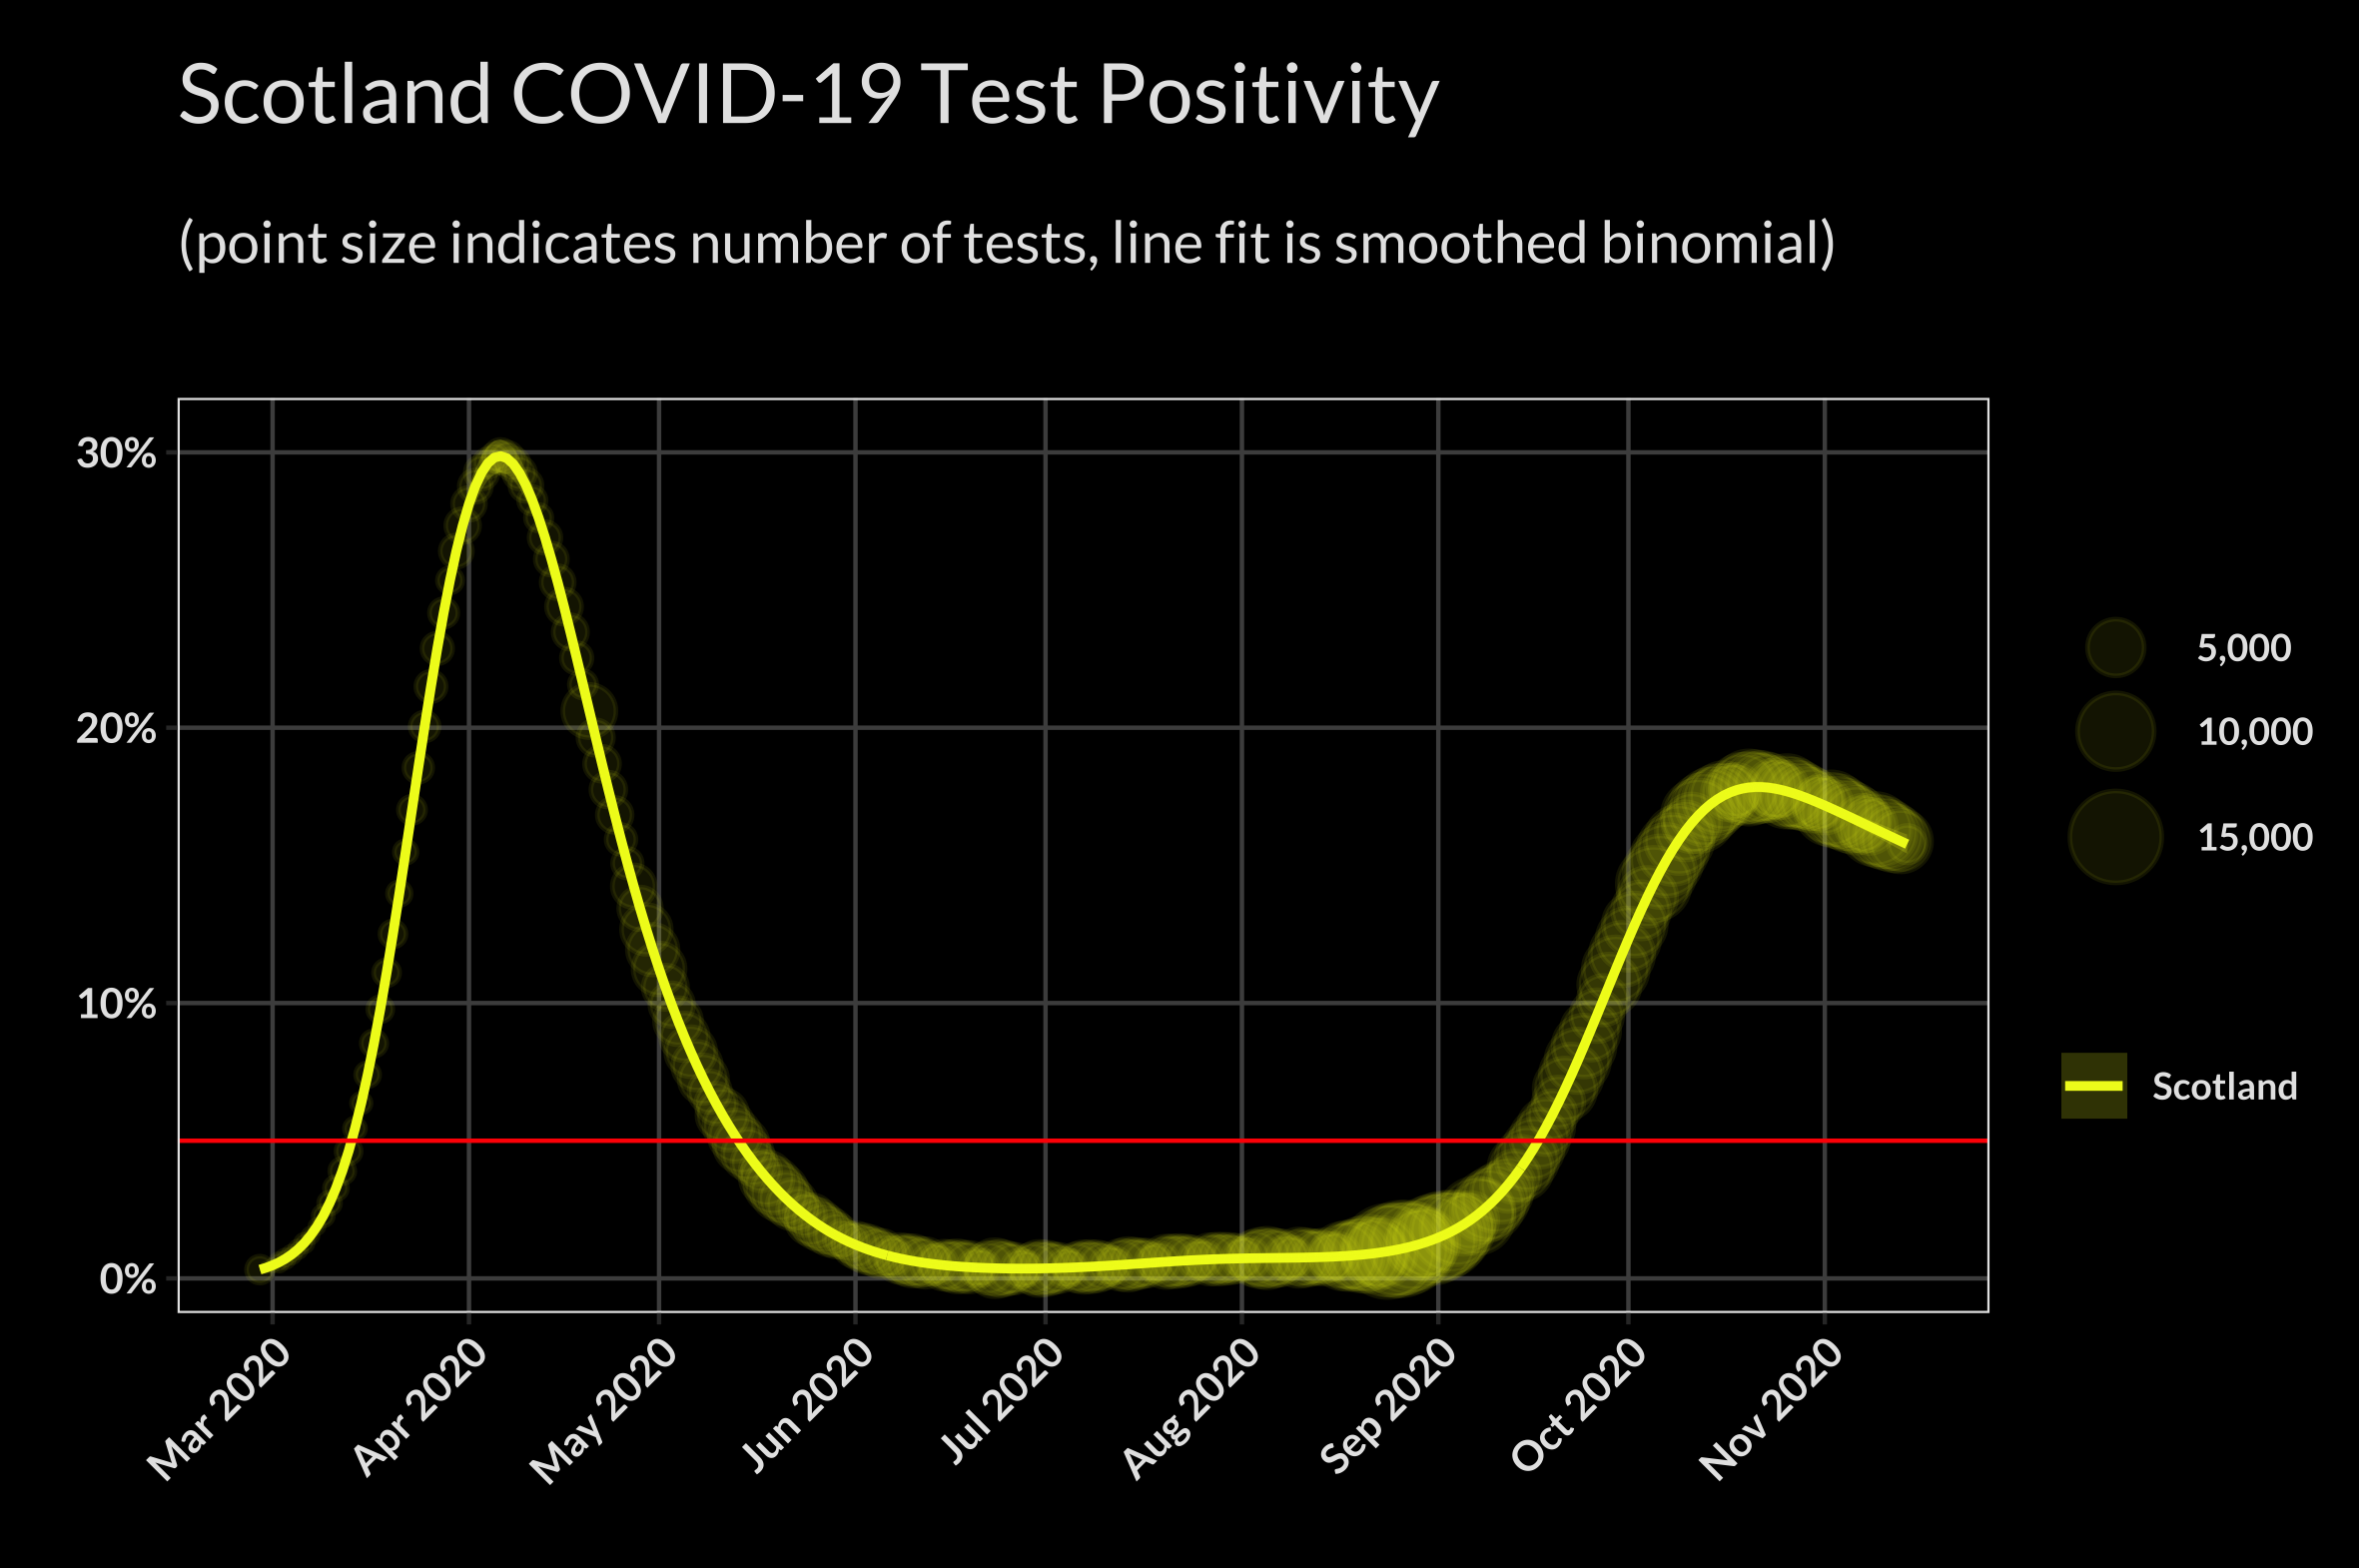 Scotland COVID-19 Test Positivity
(point size indicates number of tests, line fit is smoothed binomial)
30%
20%
10%
0%
Mar 2020
Apr 2020
May 2020
Jun 2020
Jul 2020
Aug 2020
Sep 2020
Oct 2020
Nov 2020
5,000
10,000
15,000
Scotland